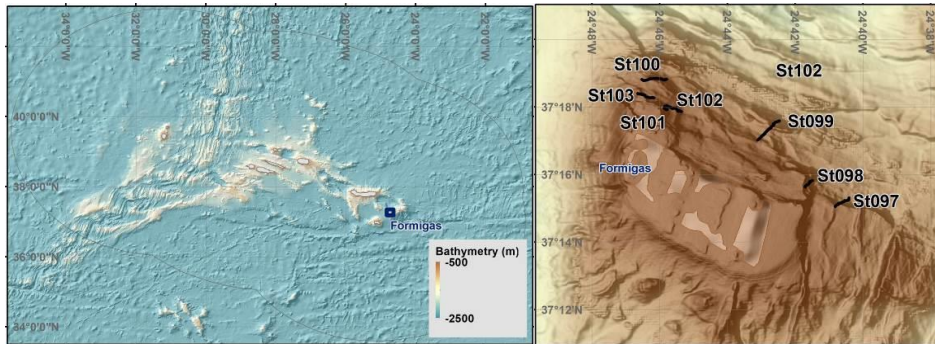 34°0'0"W
32°0'0"W
30°0'0"W
28°0'0"W
26°0'0"W
24°0'0"W
22°0'0"W
40°0'0"N
38°0'0"N
36°0'0"N
34°0'0"N
Formigas
Bathymetry (m)
-500
-2500
24°48'W
24°46'W
24°44'W
24°42'W
24°40'W
24°38'W
37°18'N
37°16'N
37°14'N
37°12'N
St100
St102
St103
St102
St101
St099
Formigas
St098
St097